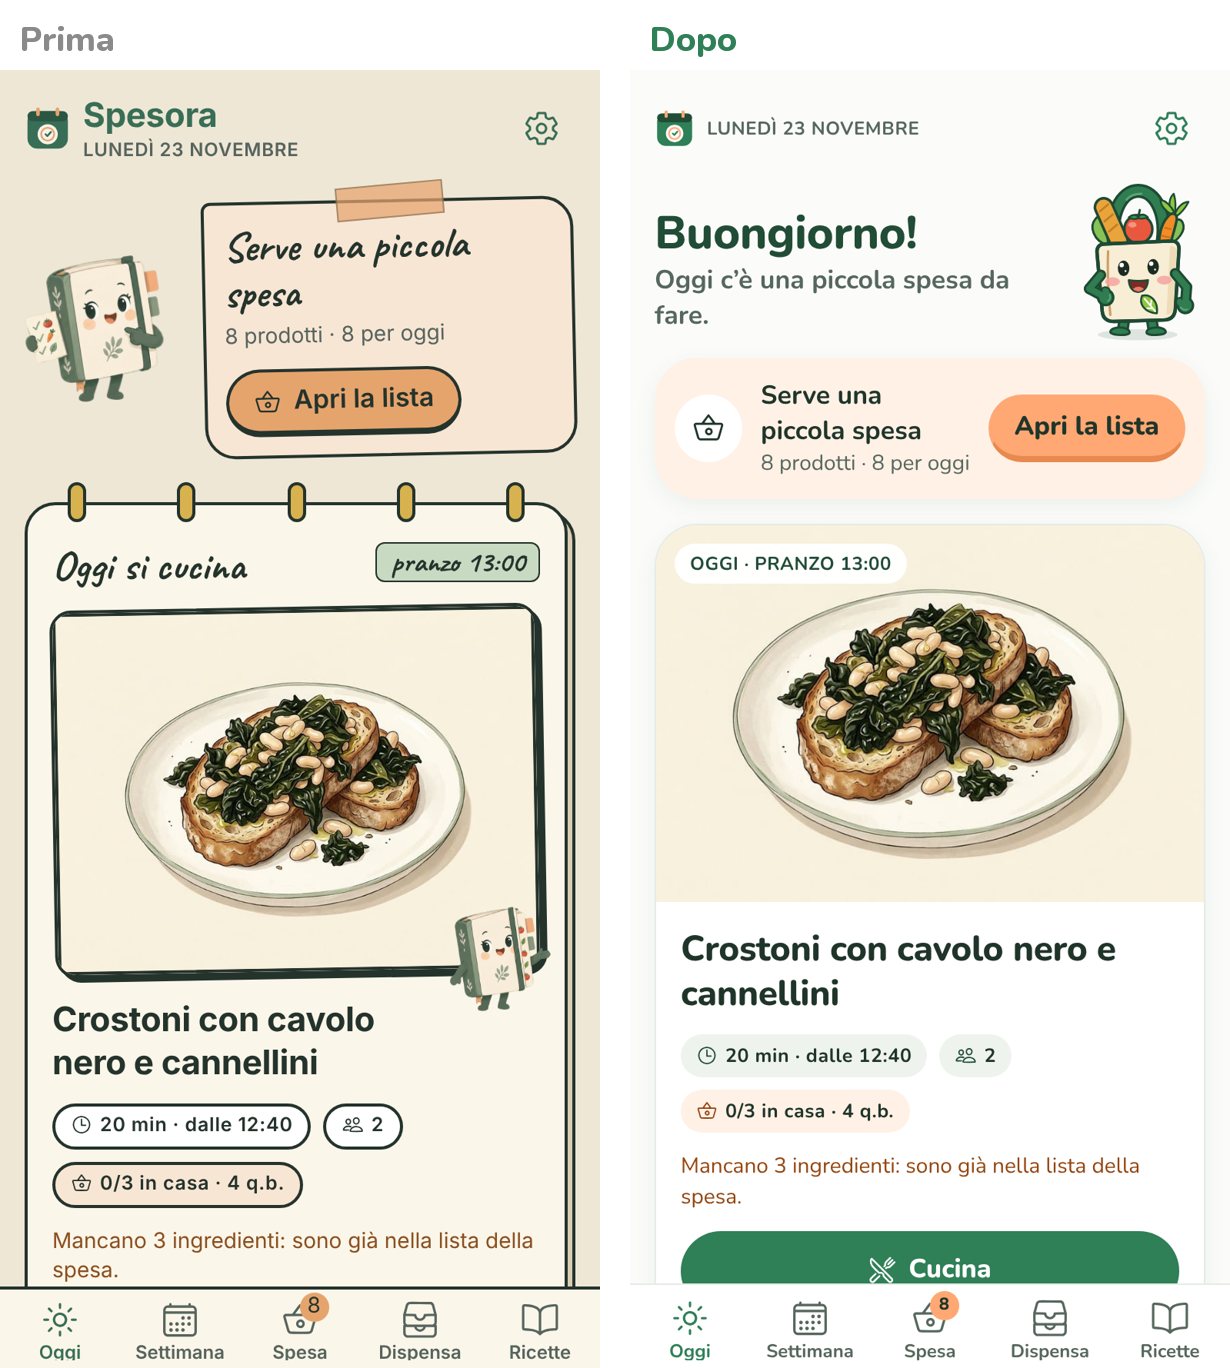 Prima
Spesora
LUNEDÌ 23 NOVEMBRE
Serve una piccola
spesa
8 prodotti · 8 per oggi
Apri la lista
Oggi si cucina
pranzo 13:00
Crostoni con cavolo
nero e cannellini
20 min · dalle 12:40
2
0/3 in casa · 4 q.b.
Mancano 3 ingredienti: sono già nella lista della
spesa.
8
Oggi
Settimana
Spesa
Dispensa
Ricette
Dopo
LUNEDÌ 23 NOVEMBRE
Buongiorno!
Oggi c’è una piccola spesa da
fare.
Serve una
piccola spesa
8 prodotti · 8 per oggi
Apri la lista
OGGI · PRANZO 13:00
Crostoni con cavolo nero e
cannellini
20 min · dalle 12:40
2
0/3 in casa · 4 q.b.
Mancano 3 ingredienti: sono già nella lista della
spesa.
Cucina
8
Oggi
Settimana
Spesa
Dispensa
Ricette